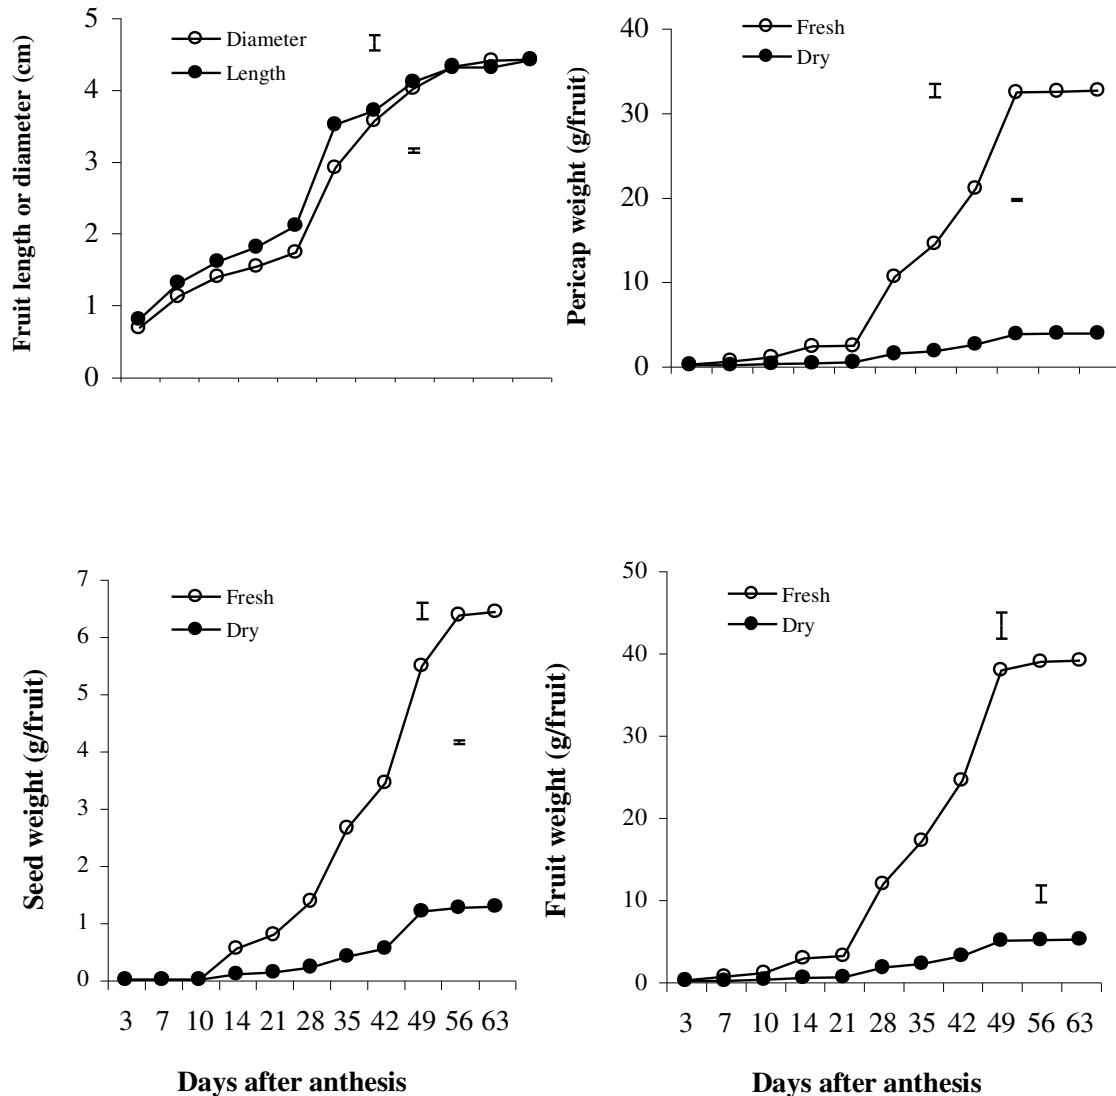 Fruit length or diameter (cm)
5
4
3
2
1
0
Diameter
Length
Pericap weight (g/fruit)
40
30
20
10
0
Fresh
Dry
Seed weight (g/fruit)
7
6
5
4
3
2
1
0
Fresh
Dry
3 7 10 14 21 28 35 42 49 56 63
Days after anthesis
Fruit weight (g/fruit)
50
40
30
20
10
0
Fresh
Dry
3 7 10 14 21 28 35 42 49 56 63
Days after anthesis